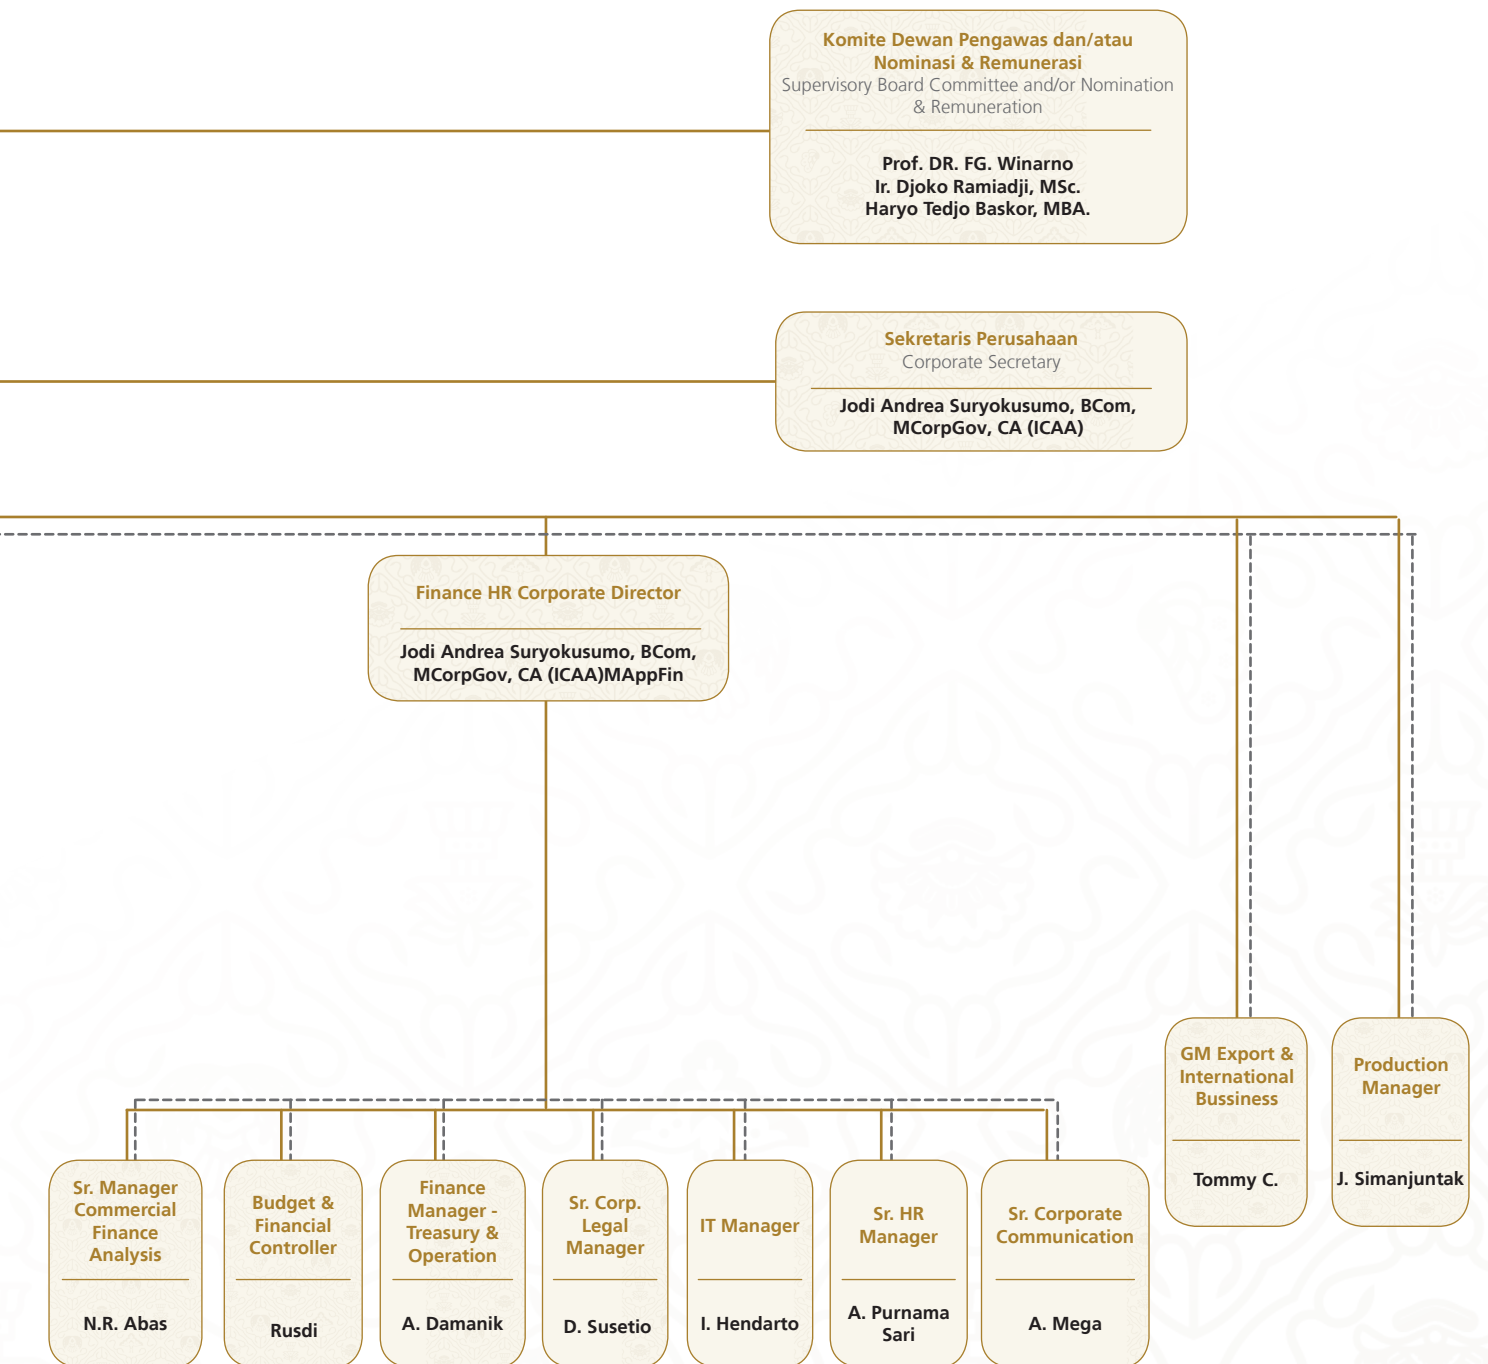 Komite Dewan Pengawas dan/atau
Nominasi & Remunerasi
Supervisory Board Committee and/or Nomination
& Remuneration
Prof. DR. FG. Winarno
Ir. Djoko Ramiadji, MSc.
Haryo Tedjo Baskor, MBA.
Sekretaris Perusahaan
Corporate Secretary
Jodi Andrea Suryokusumo, BCom,
MCorpGov, CA (ICAA)
Finance HR Corporate Director
Jodi Andrea Suryokusumo, BCom,
MCorpGov, CA (ICAA)MAppFin
GM Export &
International
Bussiness
Tommy C.
Production
Manager
J. Simanjuntak
Sr. Manager
Commercial
Finance
Analysis
N.R. Abas
Budget &
Financial
Controller
Rusdi
Finance
Manager -
Treasury &
Operation
A. Damanik
Sr. Corp.
Legal
Manager
D. Susetio
IT Manager
I. Hendarto
Sr. HR
Manager
A. Purnama
Sari
Sr. Corporate
Communication
A. Mega